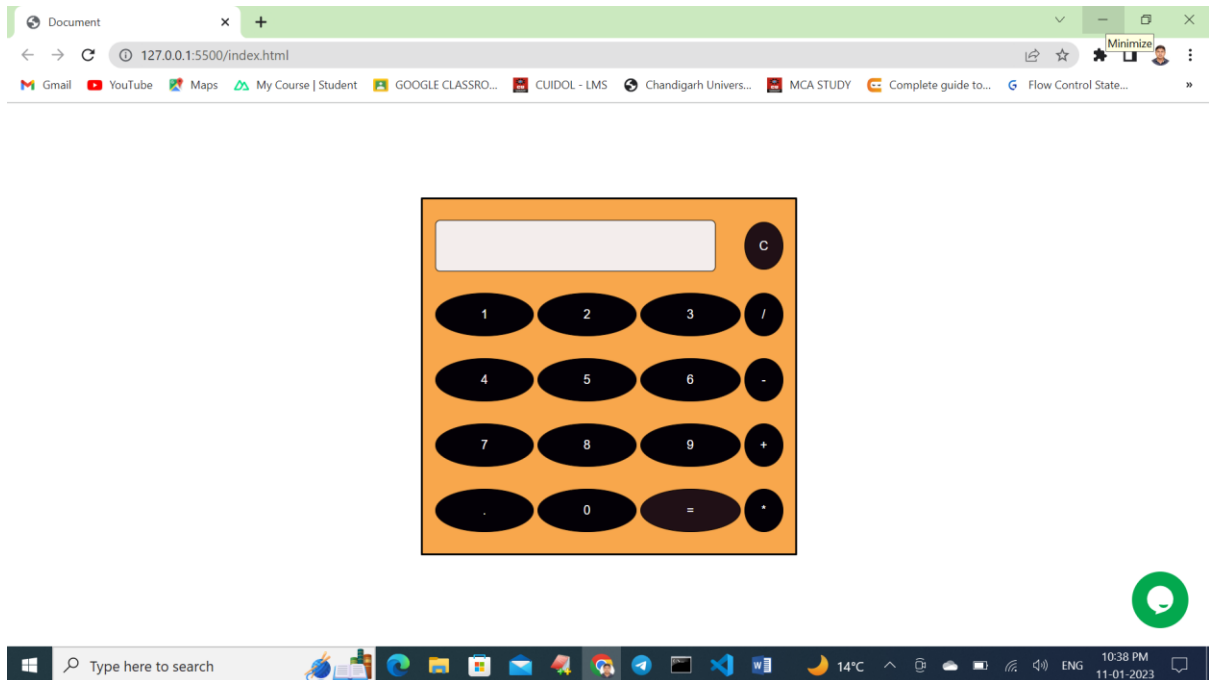 Document
127.0.0.1:5500/index.html
Minimize
Gmail YouTube Maps My Course | Student GOOGLE CLASSRO... CUIDOL - LMS Chandigarh Univers... MCA STUDY Complete guide to... Flow Control State... »
C
1 2 3 /
4 5 6 -
7 8 9 +
. 0 = *
Type here to search 14°C ENG 10:38 PM
11-01-2023